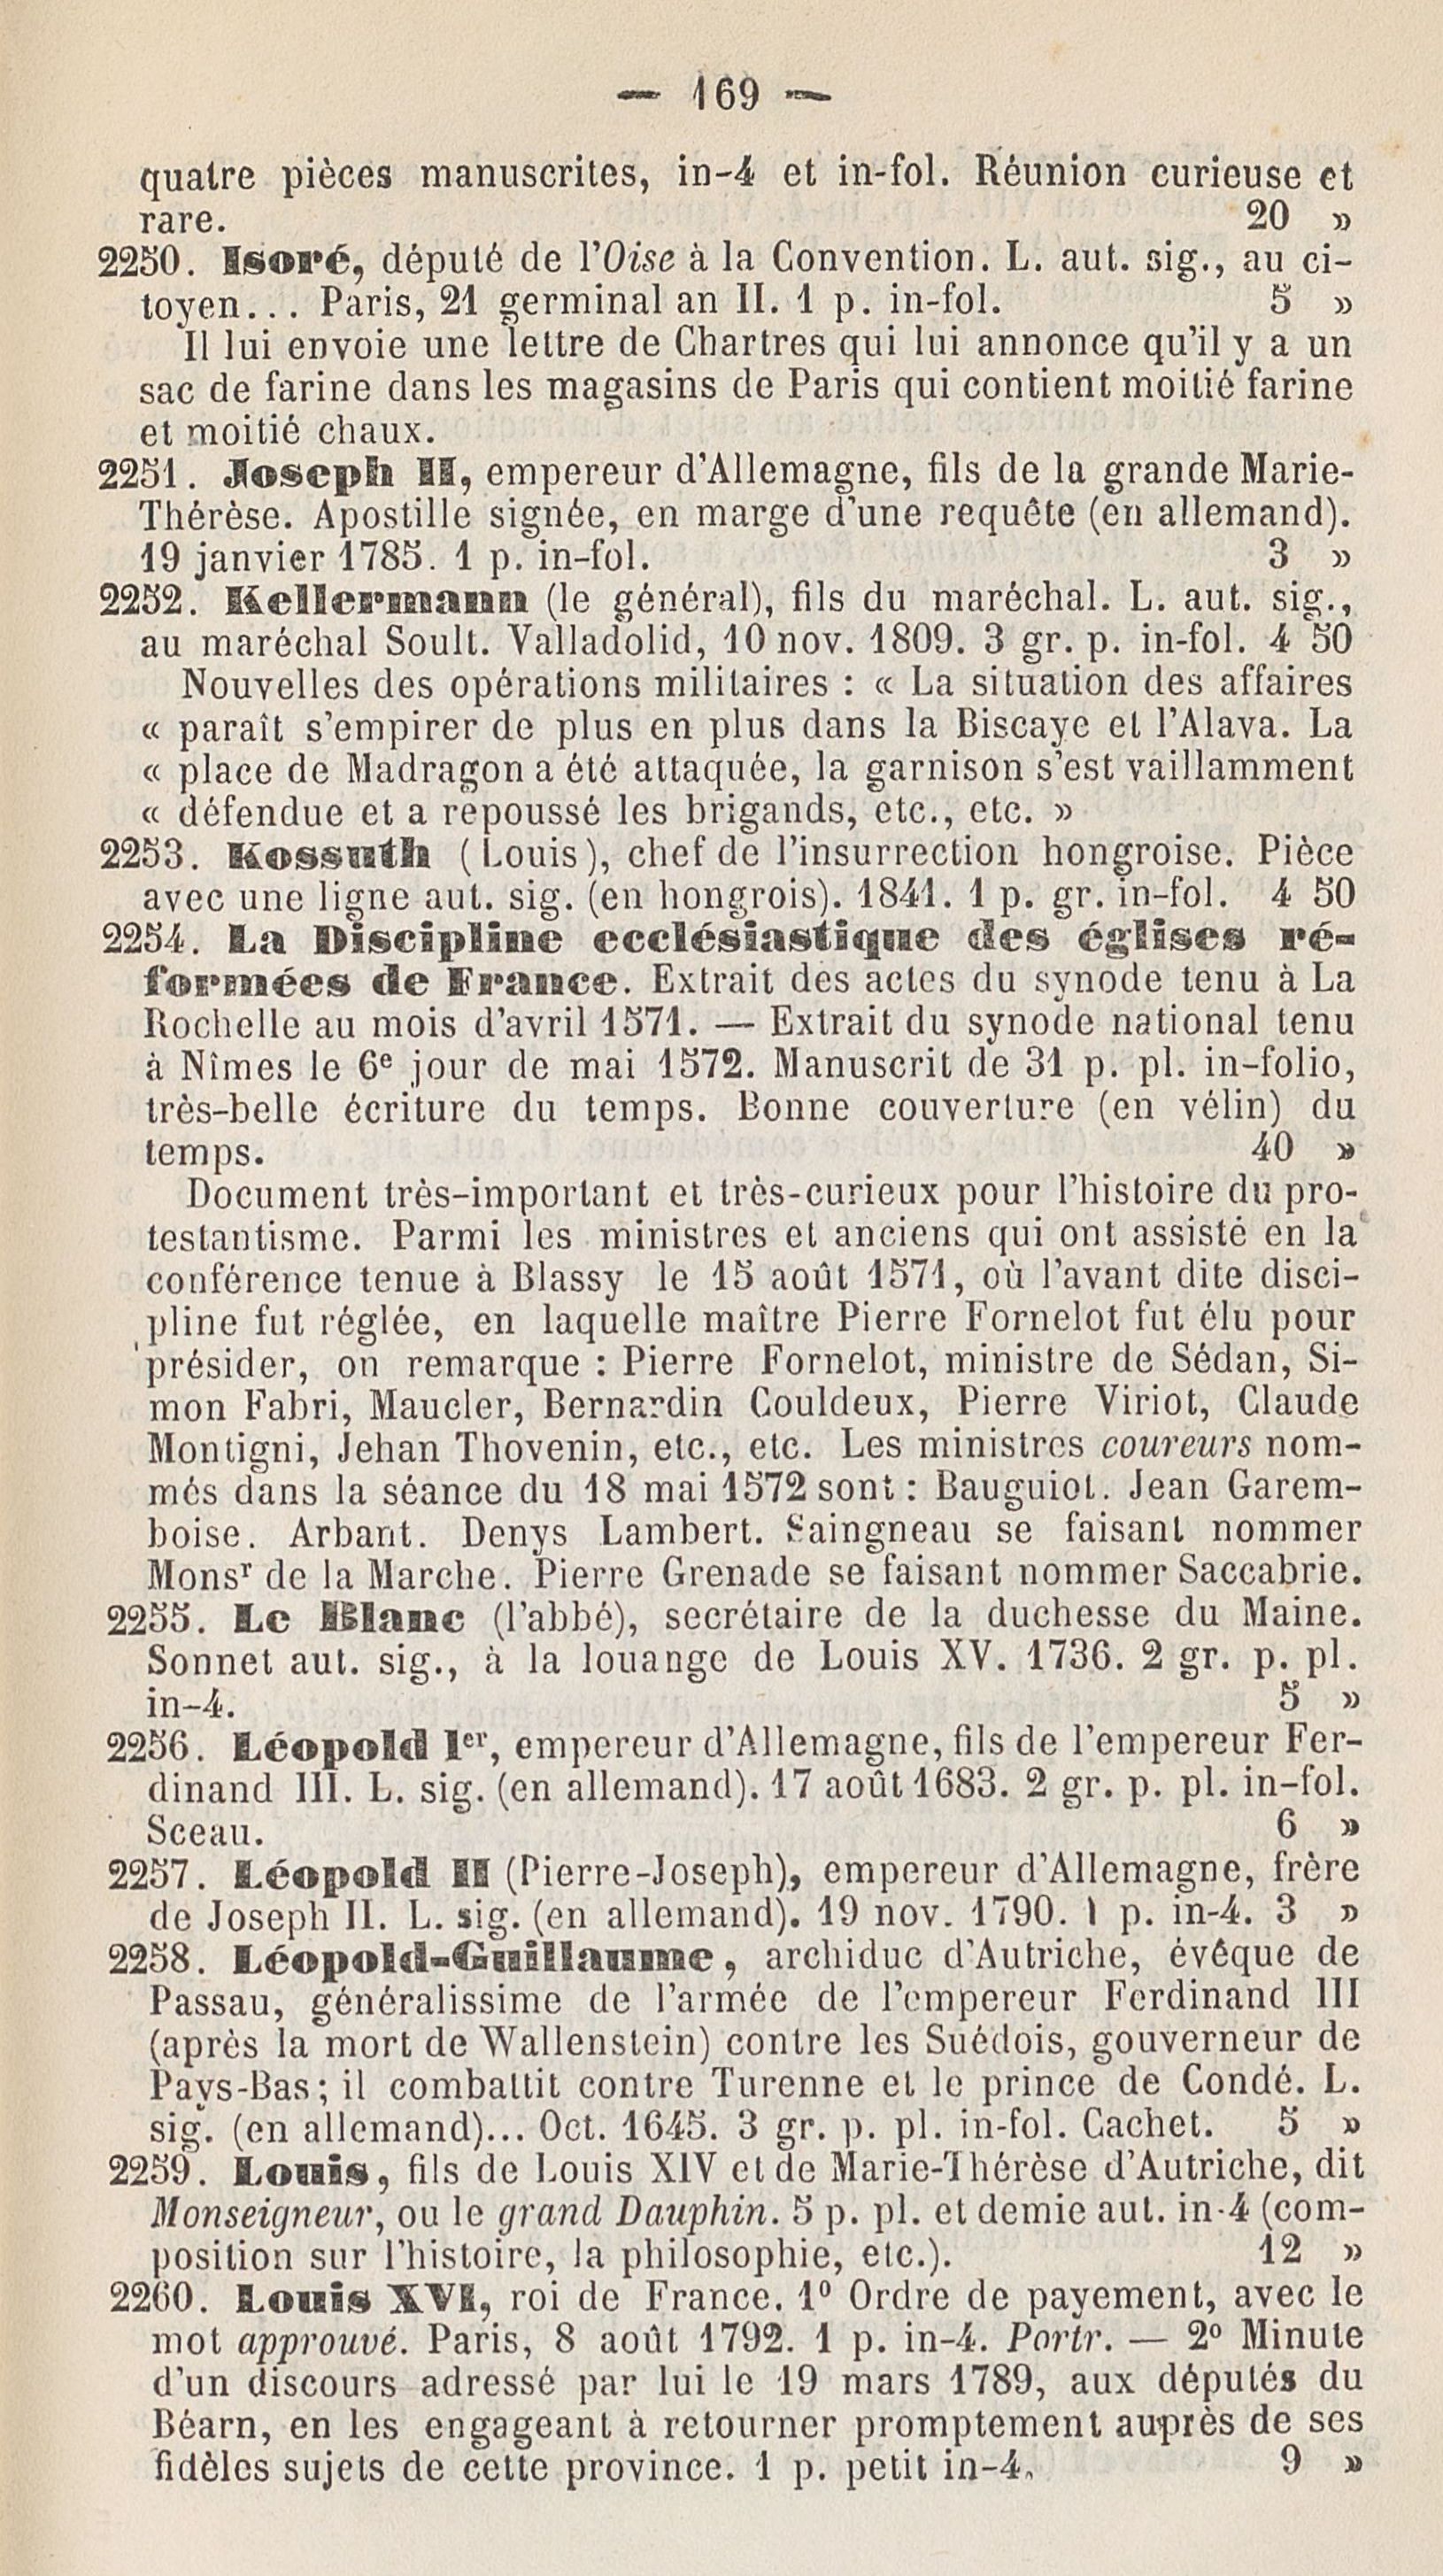 — 169 —
quatre pièces manuscrites, in-4 et in-fol. Réunion curieuse et
rare. 20 »
2250. Isoré, député de l'Oise à la Convention. L. aut. sig., au ci-
toyen... Paris, 21 germinal an II. 1 p. in-fol. 5 »
Il lui envoie une lettre de Chartres qui lui annonce qu'il y a un
sac de farine dans les magasins de Paris qui contient moitié farine
et moitié chaux.
2251. Joseph II, empereur d'Allemagne, fils de la grande Marie-
Thérèse. Apostille signée, en marge d'une requête (en allemand).
19 janvier 1785. 1 p. in-fol. 3 »
2252. Kellermann (le général), fils du maréchal. L. aut. sig.,
au maréchal Soult. Valladolid, 10 nov. 1809. 3 gr. p. in-fol. 4 50
Nouvelles des opérations militaires : « La situation des affaires
« paraît s'empirer de plus en plus dans la Biscaye et l'Alava. La
« place de Madragon a été attaquée, la garnison s'est vaillamment
« défendue et a repoussé les brigands, etc., etc. »
2253. Kossuth (Louis), chef de l'insurrection hongroise. Pièce
avec une ligne aut. sig. (en hongrois). 1841. 1 p. gr. in-fol. 4 50
2254. La Discipline ecclésiastique des églises ré-
formées de France. Extrait des actes du synode tenu à La
Rochelle au mois d'avril 1571. — Extrait du synode national tenu
à Nîmes le 6e jour de mai 1572. Manuscrit de 31 p. pl. in-folio,
très-belle écriture du temps. Bonne couverture (en vélin) du
temps. 40 »
Document très-important et très-curieux pour l'histoire du pro-
testantisme. Parmi les ministres et anciens qui ont assisté en la
conférence tenue à Blassy le 15 août 1571, où l'avant dite disci-
pline fut réglée, en laquelle maître Pierre Fornelot fut élu pour
présider, on remarque : Pierre Fornelot, ministre de Sédan, Si-
mon Fabri, Maucler, Bernardin Couldeux, Pierre Viriot, Claude
Montigni, Jehan Thovenin, etc., etc. Les ministres coureurs nom-
més dans la séance du 18 mai 1572 sont : Bauguiot. Jean Garem-
boise. Arbant. Denys Lambert. Saingneau se faisant nommer
Monsr de la Marche. Pierre Grenade se faisant nommer Saccabrie.
2255. Le Blanc (l'abbé), secrétaire de la duchesse du Maine.
Sonnet aut. sig., à la louange de Louis XV. 1736. 2 gr. p. pl.
in-4. 5 »
2256. Léopold Ier, empereur d'Allemagne, fils de l'empereur Fer-
dinand III. L. sig. (en allemand). 17 août 1683. 2 gr. p. pl. in-fol.
Sceau. 6 »
2257. Léopold II (Pierre-Joseph), empereur d'Allemagne, frère
de Joseph II. L. sig. (en allemand). 19 nov. 1790. 1 p. in-4. 3 »
2258. Léopold-Guillaume, archiduc d'Autriche, évêque de
Passau, généralissime de l'armée de l'empereur Ferdinand III
(après la mort de Wallenstein) contre les Suédois, gouverneur de
Pays-Bas; il combattit contre Turenne et le prince de Condé. L.
sig. (en allemand)... Oct. 1645. 3 gr. p. pl. in-fol. Cachet. 5 »
2259. Louis, fils de Louis XIV et de Marie-Thérèse d'Autriche, dit
Monseigneur, ou le grand Dauphin. 5 p. pl. et demie aut. in-4 (com-
position sur l'histoire, la philosophie, etc.). 12 »
2260. Louis XVI, roi de France. 1º Ordre de payement, avec le
mot approuvé. Paris, 8 août 1792. 1 p. in-4. Portr. — 2º Minute
d'un discours adressé par lui le 19 mars 1789, aux députés du
Béarn, en les engageant à retourner promptement auprès de ses
fidèles sujets de cette province. 1 p. petit in-4. 9 »